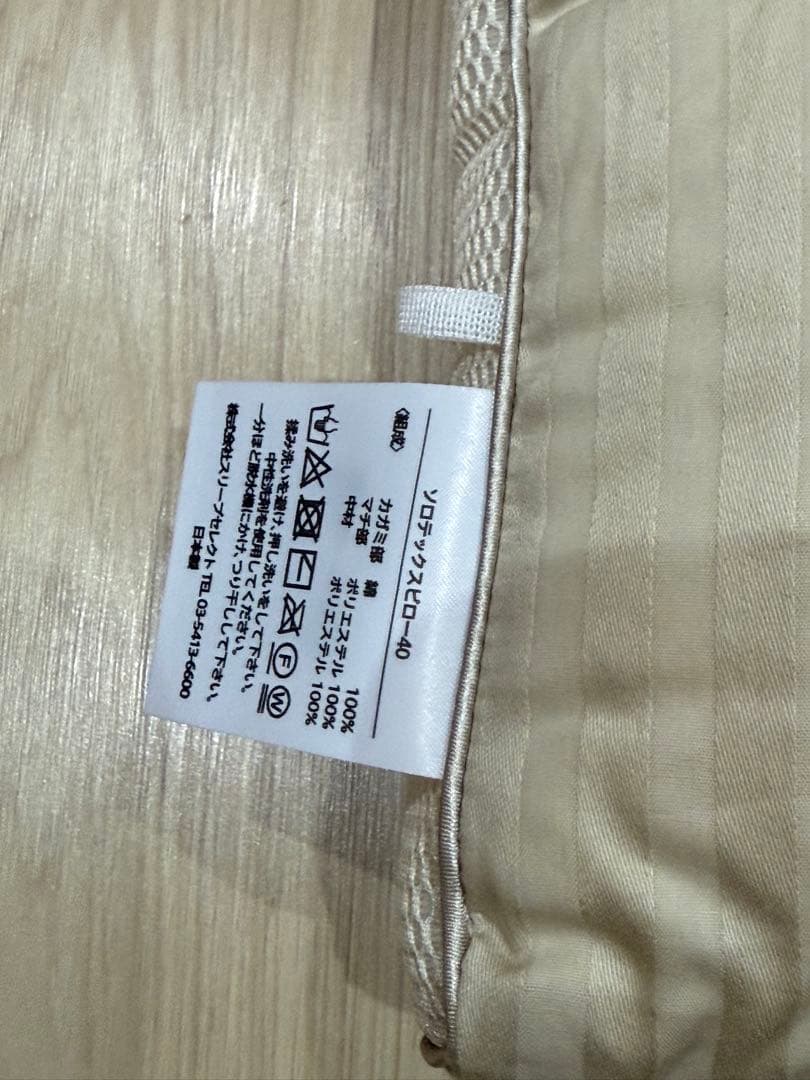 ソロテックスピロー40
〈組成〉
カガミ部 綿 100%
マチ部 ポリエステル 100%
中材 ポリエステル 100%
F W
揉み洗いを避け、押し洗いをして下さい。
中性洗剤を使用してください。
一分ほど脱水槽にかけ、つり干しして下さい。
株式会社スリープセレクト TEL 03-5413-6600
日本製